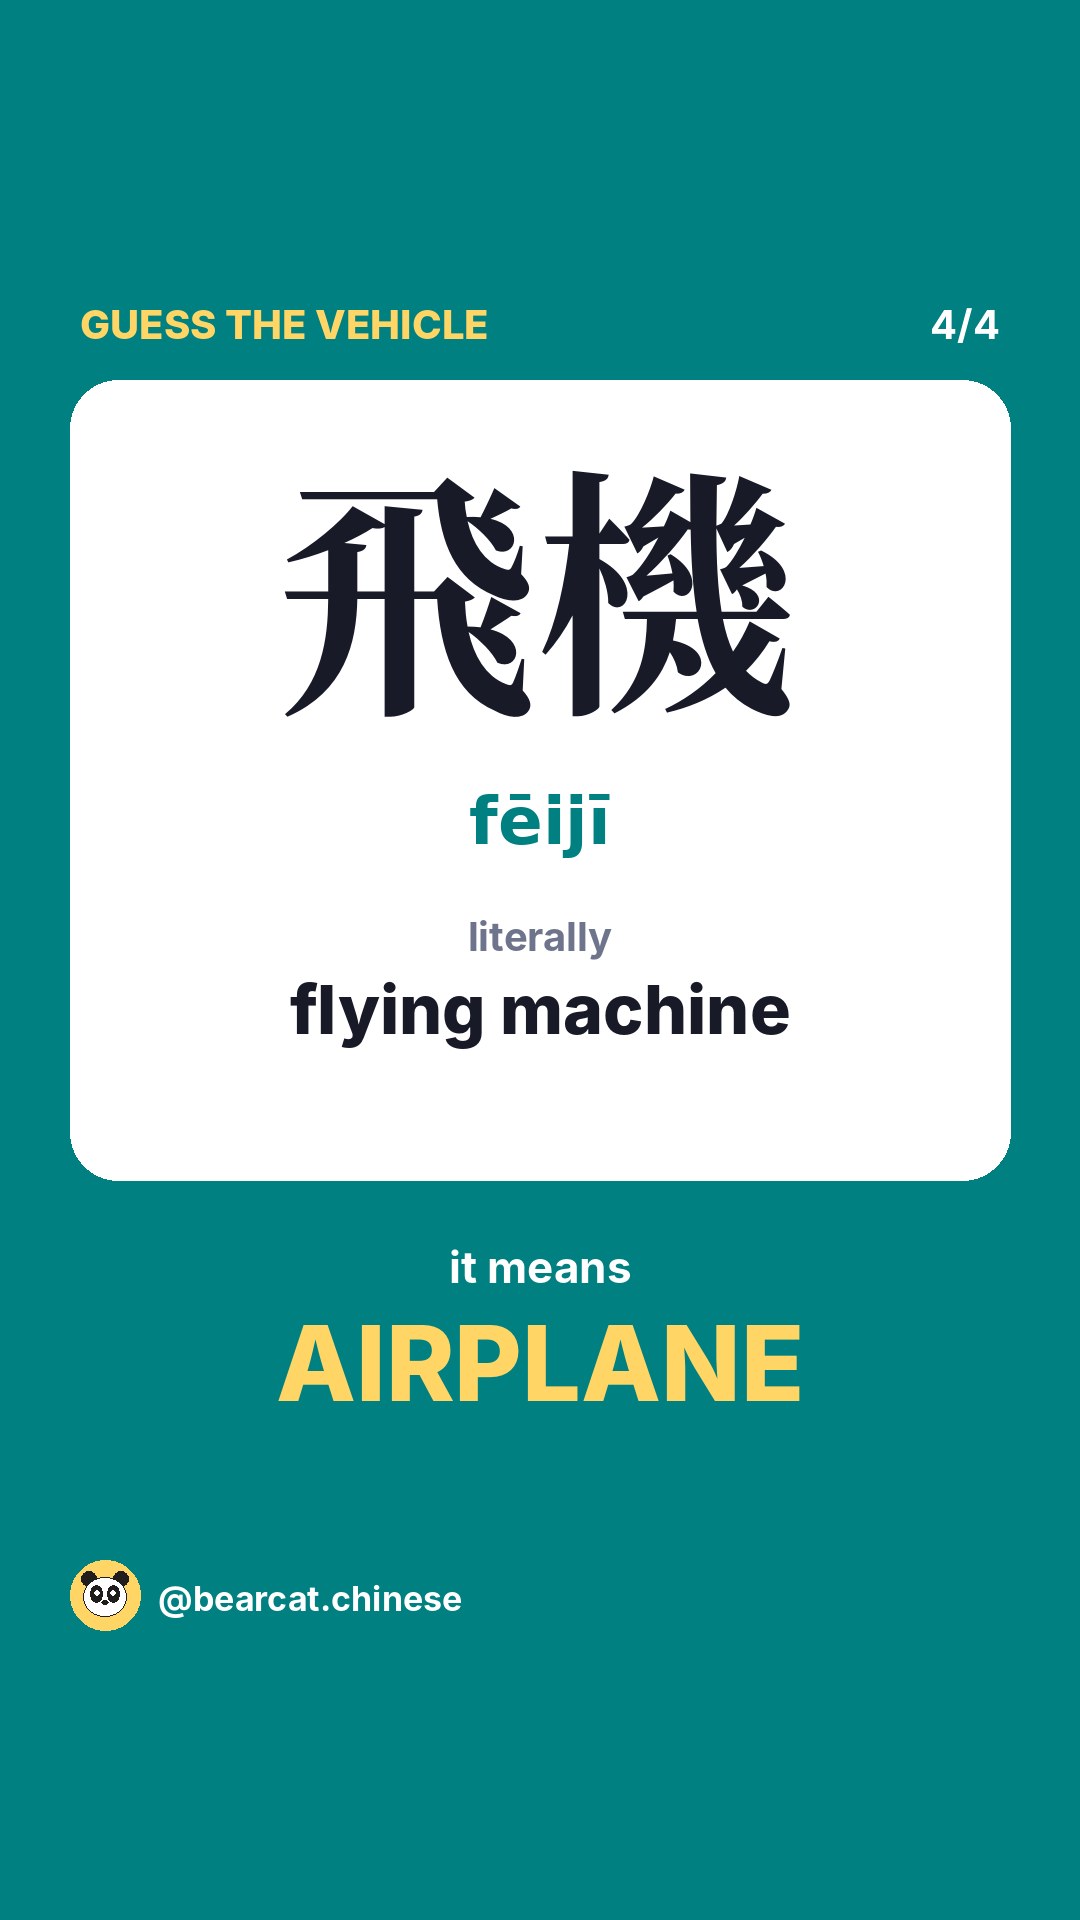 GUESS THE VEHICLE 4/4
飛機
fēijī
literally
flying machine
it means
AIRPLANE
@bearcat.chinese